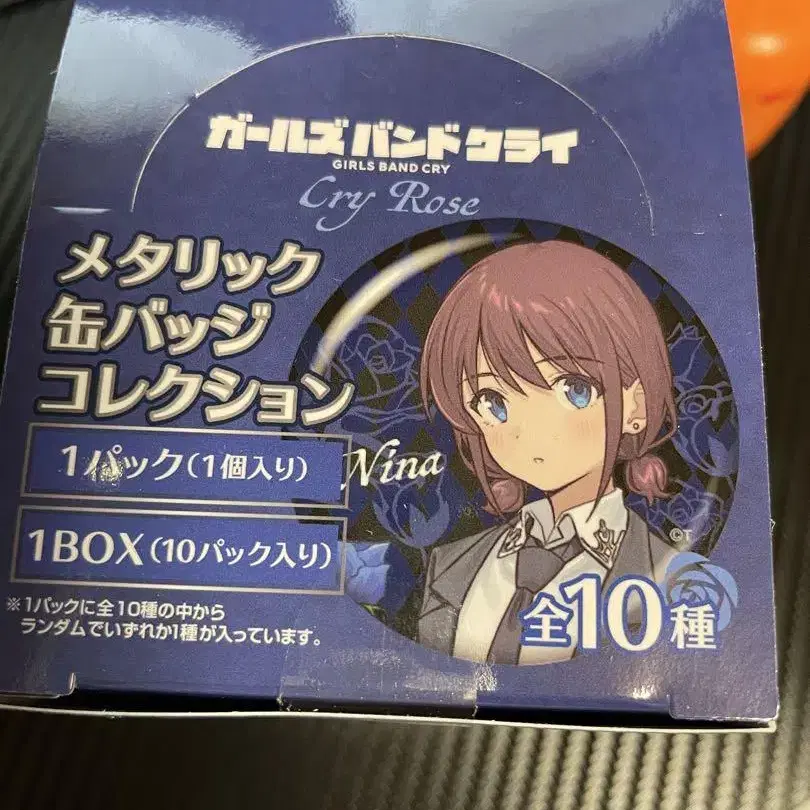 ガールズバンドクライ
GIRLS BAND CRY
Cry Rose
メタリック
缶バッジ
コレクション
1パック(1個入り)
Nina
1BOX(10パック入り)
©T
※1パックに全10種の中から
ランダムでいずれか1種が入っています。
全10種